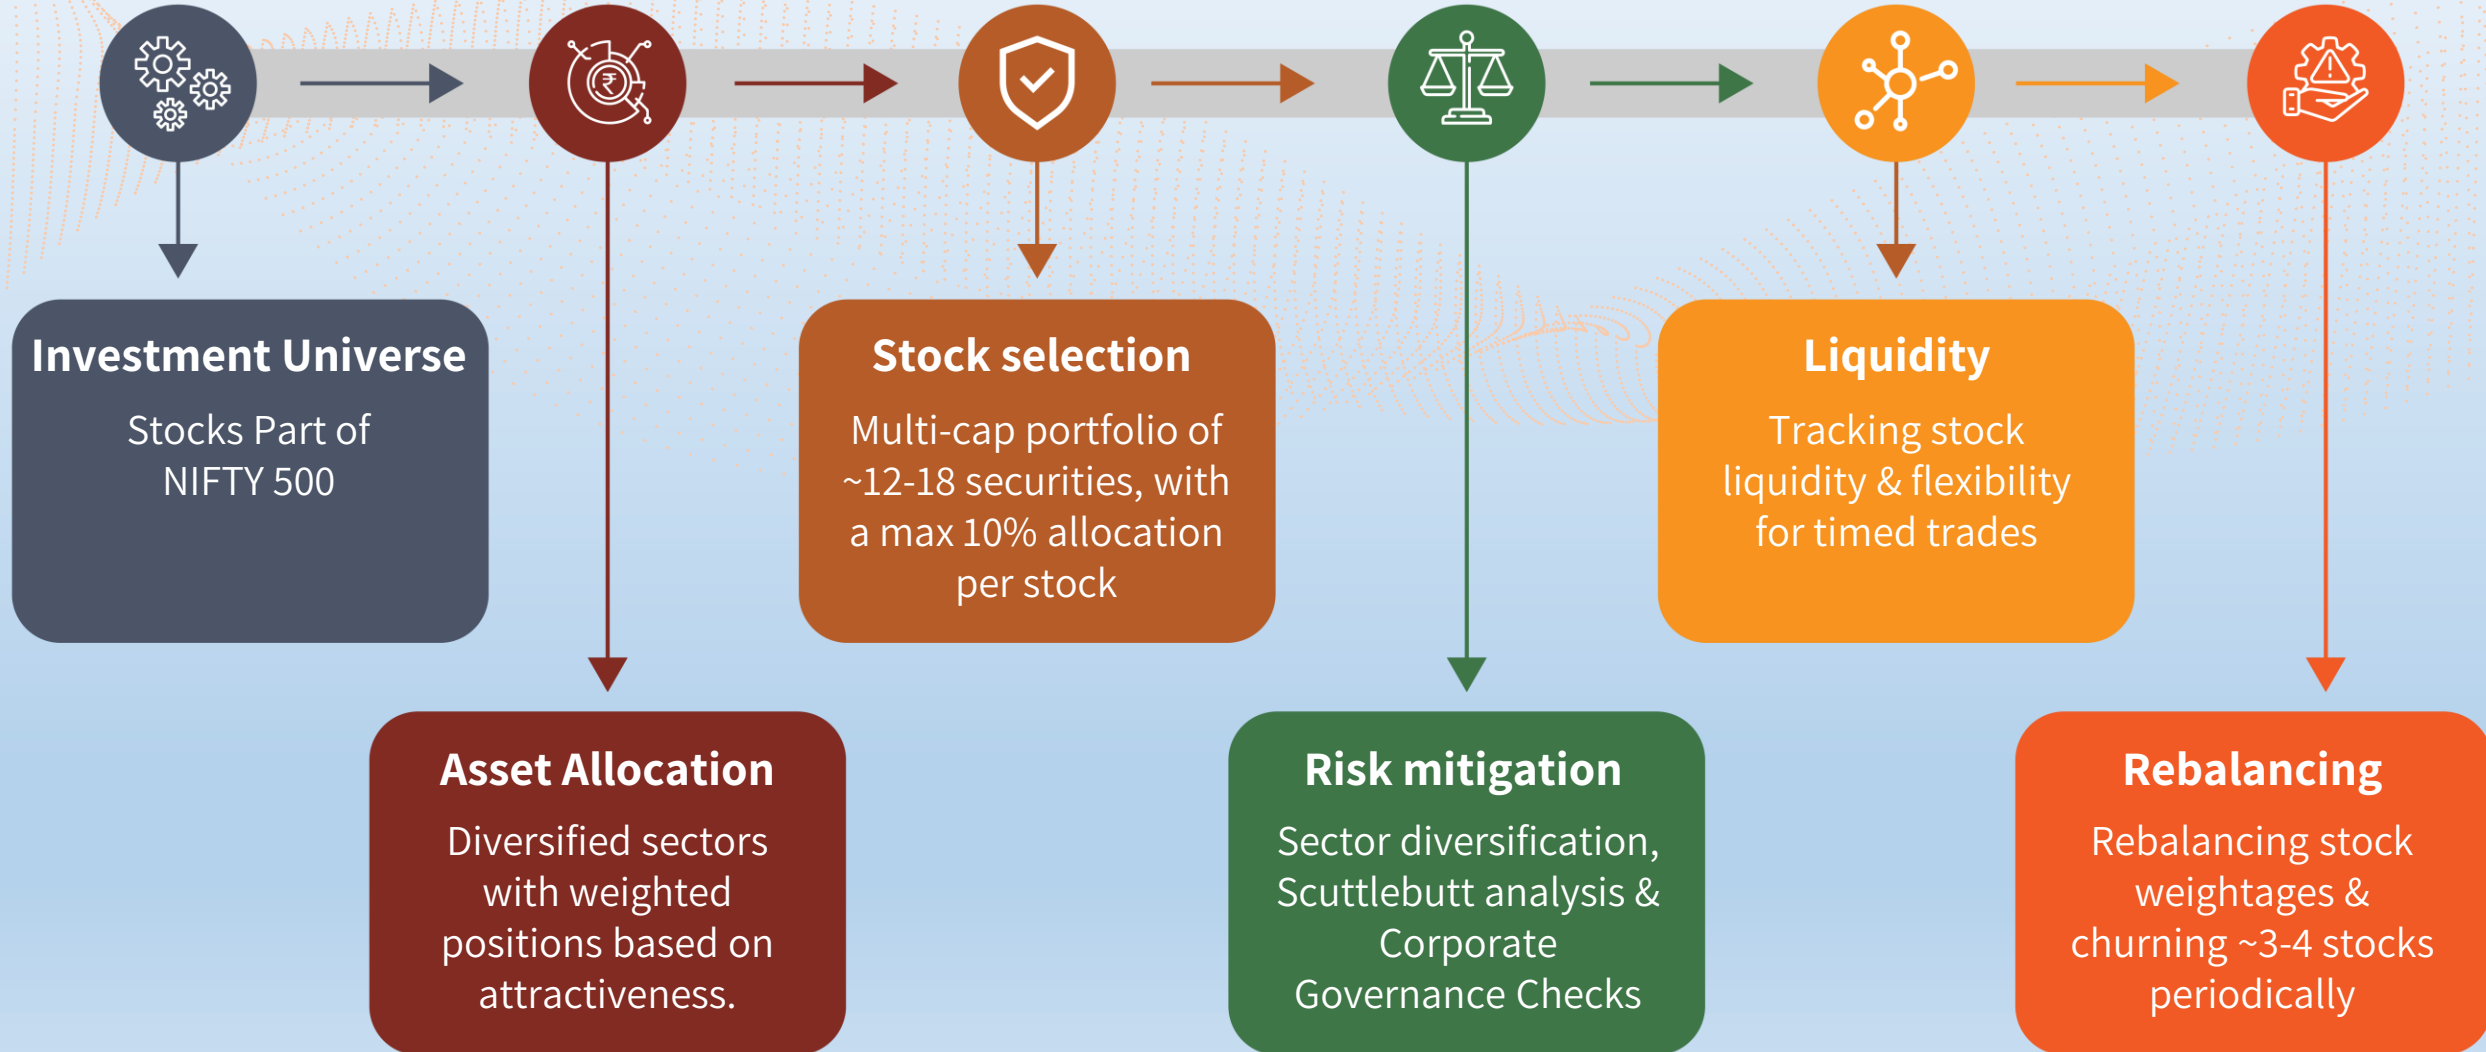 Investment Universe
Stocks Part of
NIFTY 500
Asset Allocation
Diversified sectors
with weighted
positions based on
attractiveness.
Stock selection
Multi-cap portfolio of
~12-18 securities, with
a max 10% allocation
per stock
Risk mitigation
Sector diversification,
Scuttlebutt analysis &
Corporate
Governance Checks
Liquidity
Tracking stock
liquidity & flexibility
for timed trades
Rebalancing
Rebalancing stock
weightages &
churning ~3-4 stocks
periodically